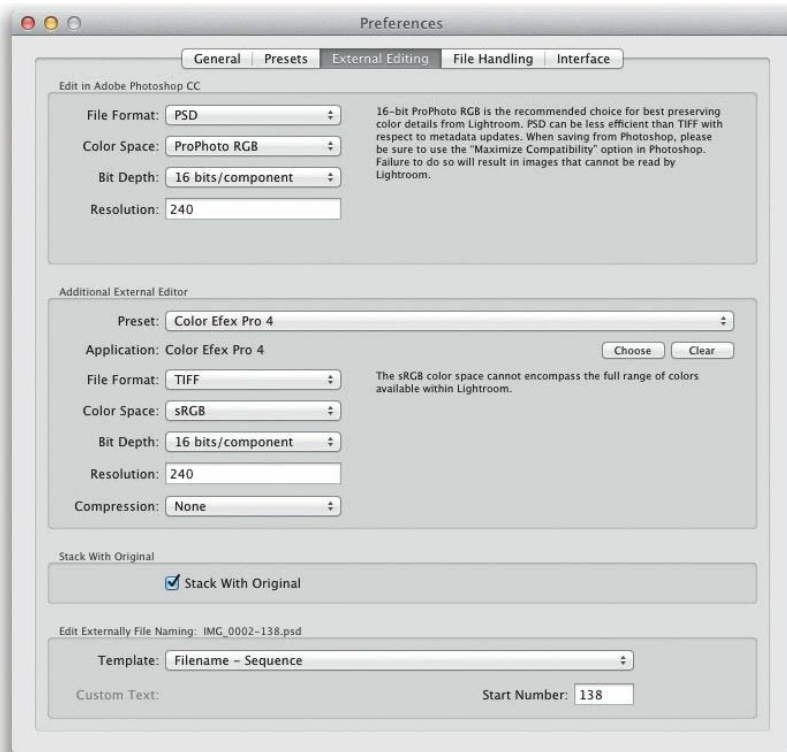 Preferences
General Presets External Editing File Handling Interface
Edit in Adobe Photoshop CC
File Format: PSD
16-bit ProPhoto RGB is the recommended choice for best preserving
color details from Lightroom. PSD can be less efficient than TIFF with
respect to metadata updates. When saving from Photoshop, please
be sure to use the "Maximize Compatibility" option in Photoshop.
Failure to do so will result in images that cannot be read by
Lightroom.
Color Space: ProPhoto RGB
Bit Depth: 16 bits/component
Resolution: 240
Additional External Editor
Preset: Color Efex Pro 4
Application: Color Efex Pro 4 Choose Clear
File Format: TIFF
The sRGB color space cannot encompass the full range of colors
available within Lightroom.
Color Space: sRGB
Bit Depth: 16 bits/component
Resolution: 240
Compression: None
Stack With Original
Stack With Original
Edit Externally File Naming: IMG_0002-138.psd
Template: Filename – Sequence
Custom Text: Start Number: 138